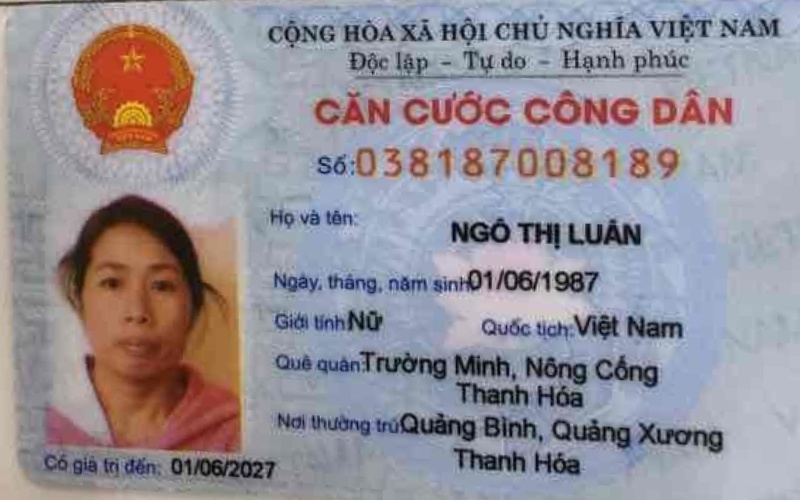 CỘNG HÒA XÃ HỘI CHỦ NGHĨA VIỆT NAM
Độc lập - Tự do - Hạnh phúc
CĂN CƯỚC CÔNG DÂN
Số: 038187008189
Họ và tên: NGÔ THỊ LUÂN
Ngày, tháng, năm sinh: 01/06/1987
Giới tính: Nữ Quốc tịch: Việt Nam
Quê quán: Trường Minh, Nông Cống
Thanh Hóa
Nơi thường trú: Quảng Bình, Quảng Xương
Thanh Hóa
Có giá trị đến: 01/06/2027